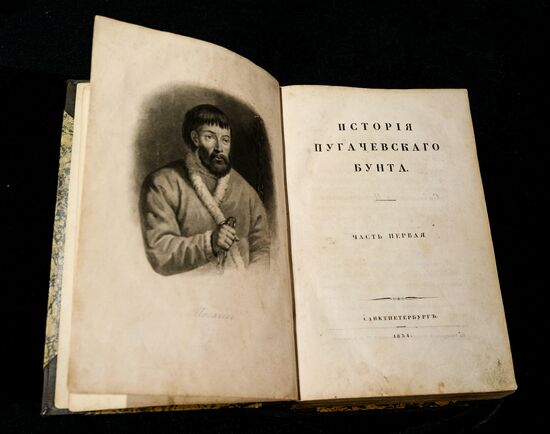 ИСТОРІЯ
ПУГАЧЕВСКАГО
БУНТА.
ЧАСТЬ ПЕРВАЯ
САНКТПЕТЕРБУРГЪ.
1834.